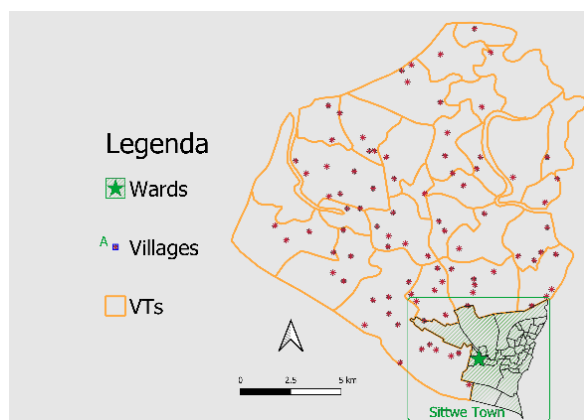 Legenda
Wards
A
Villages
VTs
0 2.5 5 km
Sittwe Town